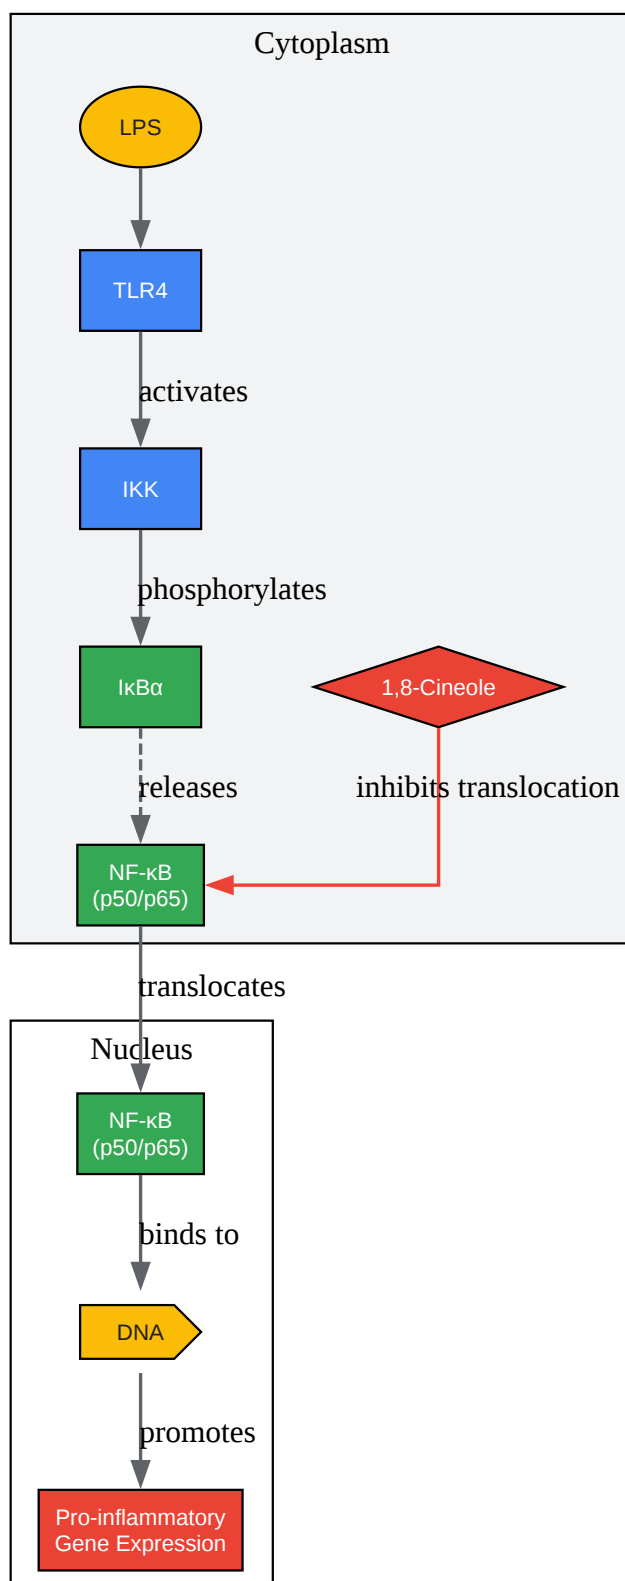 Cytoplasm
LPS
TLR4
activates
IKK
phosphorylates
IκBα
1,8-Cineole
releases
inhibits translocation
NF-κB
(p50/p65)
translocates
Nucleus
NF-κB
(p50/p65)
binds to
DNA
promotes
Pro-inflammatory
Gene Expression